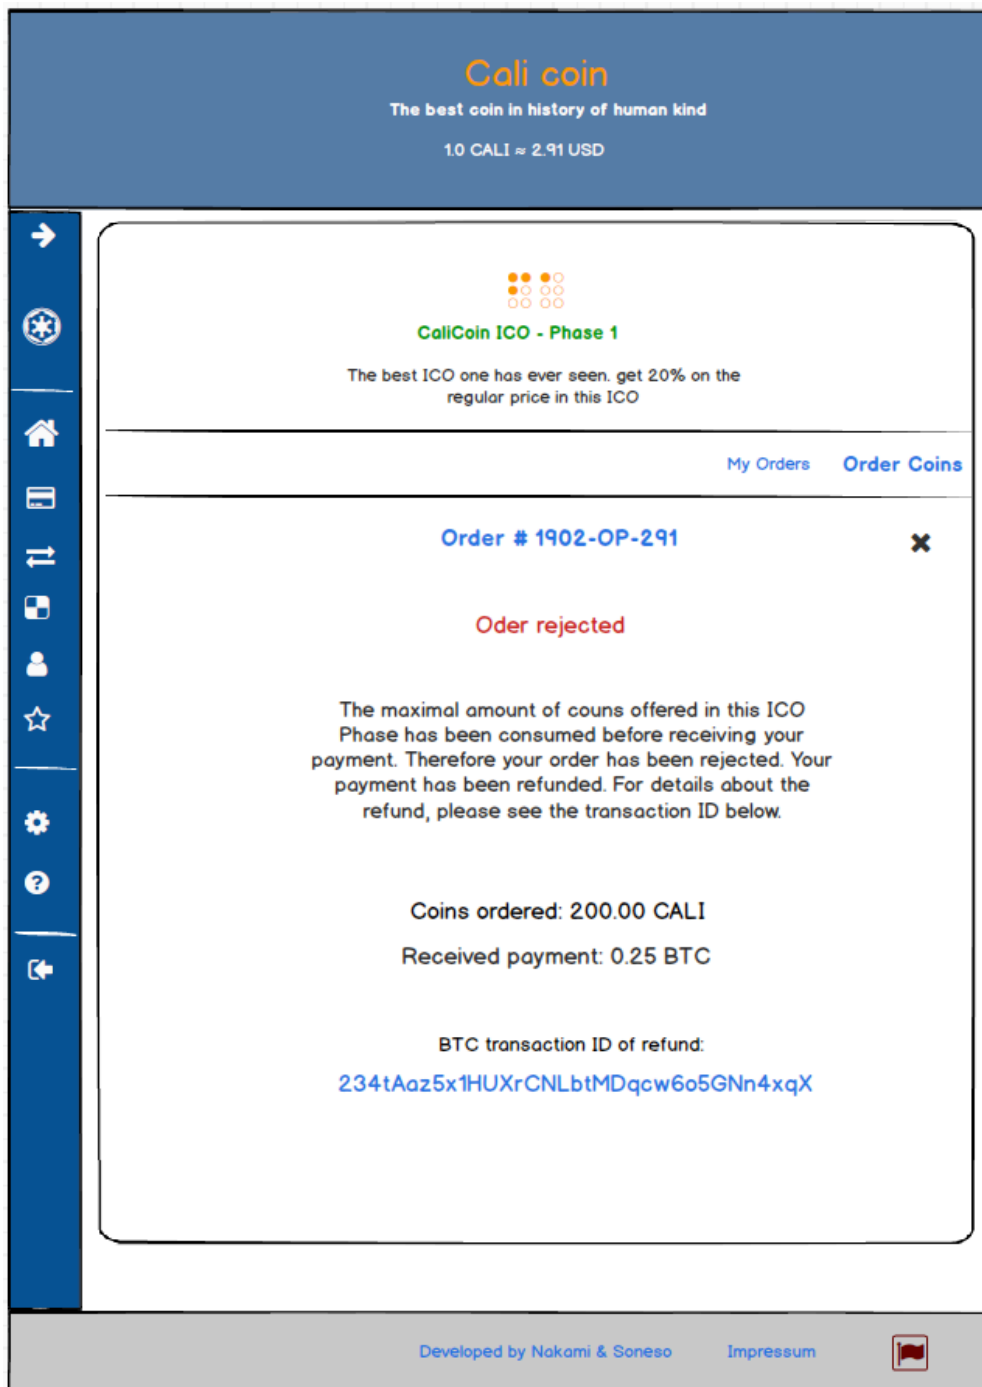 Cali coin
The best coin in history of human kind
1.0 CALI ≈ 2.91 USD
CaliCoin ICO - Phase 1
The best ICO one has ever seen. get 20% on the
regular price in this ICO
My Orders Order Coins
Order # 1902-OP-291
Oder rejected
The maximal amount of couns offered in this ICO
Phase has been consumed before receiving your
payment. Therefore your order has been rejected. Your
payment has been refunded. For details about the
refund, please see the transaction ID below.
Coins ordered: 200.00 CALI
Received payment: 0.25 BTC
BTC transaction ID of refund:
234tAaz5x1HUXrCNLbtMDqcw6o5GNn4xqX
Developed by Nakami & Soneso Impressum